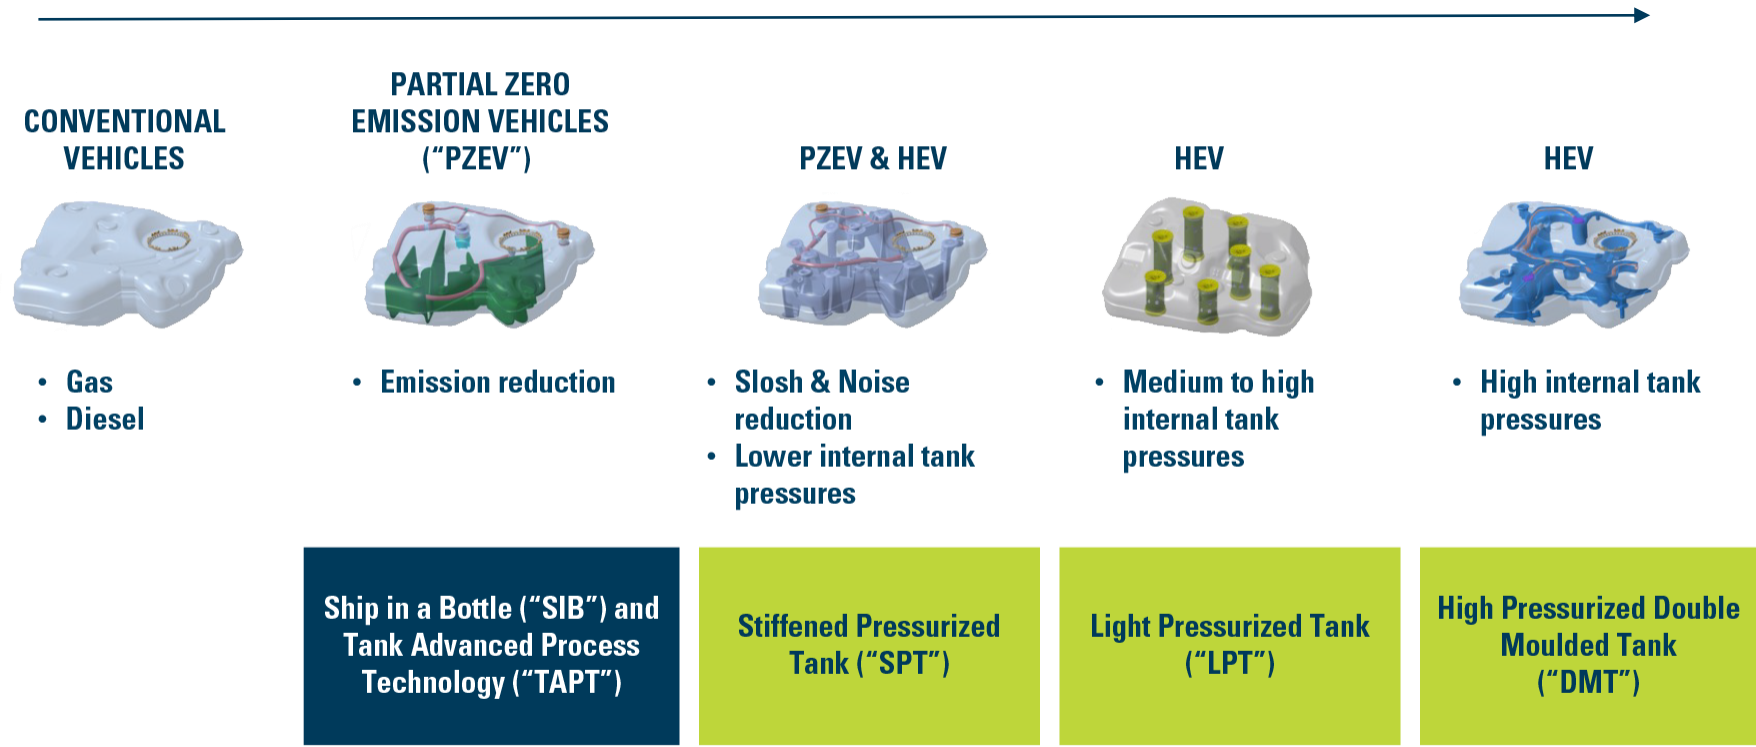 CONVENTIONAL
VEHICLES
PARTIAL ZERO
EMISSION VEHICLES
(“PZEV”)
PZEV & HEV
HEV
HEV
• Gas
• Diesel
• Emission reduction
• Slosh & Noise
reduction
• Lower internal tank
pressures
• Medium to high
internal tank
pressures
• High internal tank
pressures
Ship in a Bottle (“SIB”) and
Tank Advanced Process
Technology (“TAPT”)
Stiffened Pressurized
Tank (“SPT”)
Light Pressurized Tank
(“LPT”)
High Pressurized Double
Moulded Tank
(“DMT”)